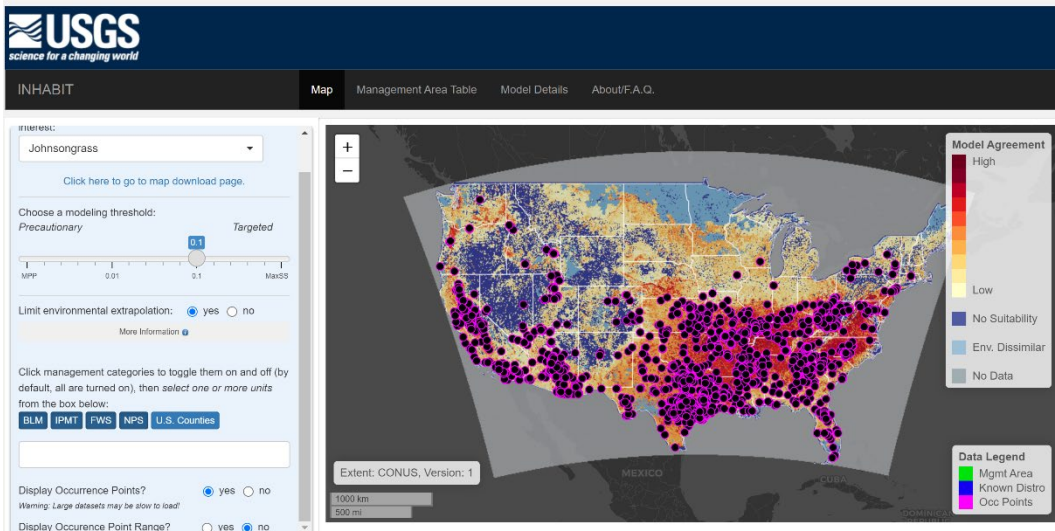 USGS
science for a changing world
INHABIT
Map
Management Area Table
Model Details
About/F.A.Q.
interest:
Johnsongrass
Click here to go to map download page.
Choose a modeling threshold:
Precautionary Targeted
0.1
MPP 0.01 0.1 MaxSS
Limit environmental extrapolation: yes no
More Information
Click management categories to toggle them on and off (by
default, all are turned on), then select one or more units
from the box below:
BLM IPMT FWS NPS U.S. Counties
Display Occurrence Points? yes no
Warning: Large datasets may be slow to load!
Display Occurence Point Range? yes no
+
−
Extent: CONUS, Version: 1
1000 km
500 mi
MEXICO
CUBA
Model Agreement
High
Low
No Suitability
Env. Dissimilar
No Data
Data Legend
Mgmt Area
Known Distro
Occ Points